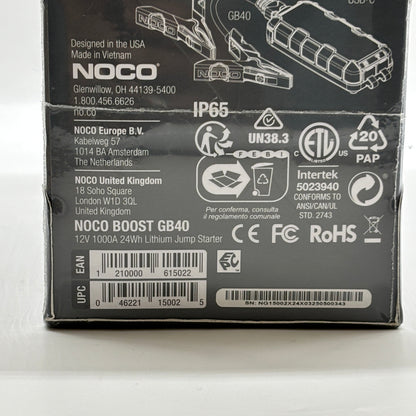 GB40
Designed in the USA
Made in Vietnam
NOCO
NOCO
Glenwillow, OH 44139-5400
1.800.456.6626
no.co
IP65
NOCO Europe B.V.
Kabelweg 57
1014 BA Amsterdam
The Netherlands
UN38.3
ETL
20
PAP
Intertek
5023940
CONFORMS TO
ANSI/CAN/UL
STD. 2743
NOCO United Kingdom
18 Soho Square
London W1D 3QL
United Kingdom
Per conferma, consulta
il regolamento comunale
NOCO BOOST GB40
12V 1000A 24Wh Lithium Jump Starter
CE FC RoHS
UPC EAN
1 210000 615022
0 46221 15002 5
SN: NG15002X24X03250500343